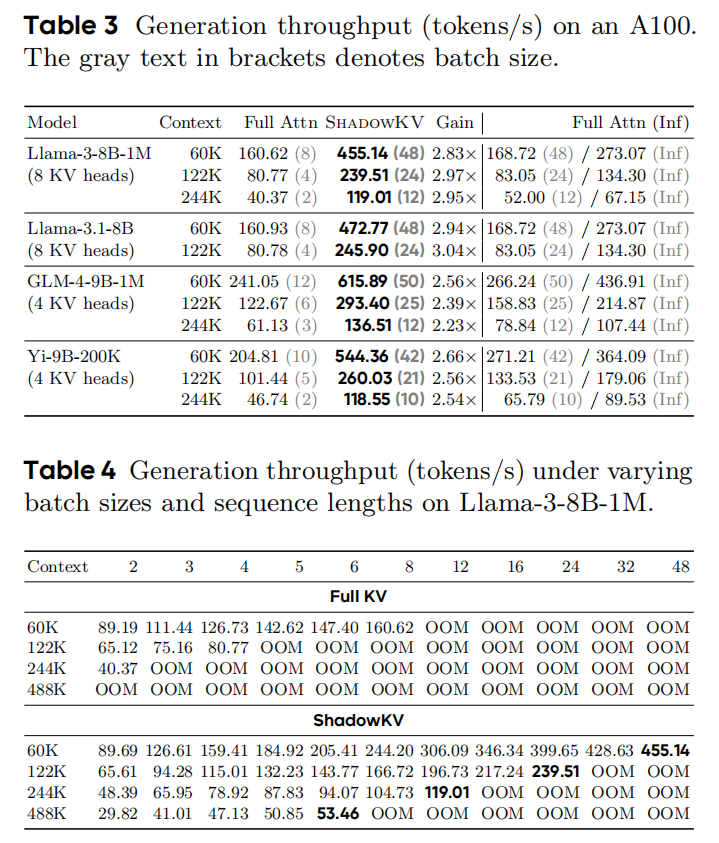 Table 3 Generation throughput (tokens/s) on an A100.
The gray text in brackets denotes batch size.
Model Context Full Attn SHADOWKV Gain Full Attn (Inf)
Llama-3-8B-1M 60K 160.62 (8) 455.14 (48) 2.83× 168.72 (48) / 273.07 (Inf)
(8 KV heads) 122K 80.77 (4) 239.51 (24) 2.97× 83.05 (24) / 134.30 (Inf)
244K 40.37 (2) 119.01 (12) 2.95× 52.00 (12) / 67.15 (Inf)
Llama-3.1-8B 60K 160.93 (8) 472.77 (48) 2.94× 168.72 (48) / 273.07 (Inf)
(8 KV heads) 122K 80.78 (4) 245.90 (24) 3.04× 83.05 (24) / 134.30 (Inf)
GLM-4-9B-1M 60K 241.05 (12) 615.89 (50) 2.56× 266.24 (50) / 436.91 (Inf)
(4 KV heads) 122K 122.67 (6) 293.40 (25) 2.39× 158.83 (25) / 214.87 (Inf)
244K 61.13 (3) 136.51 (12) 2.23× 78.84 (12) / 107.44 (Inf)
Yi-9B-200K 60K 204.81 (10) 544.36 (42) 2.66× 271.21 (42) / 364.09 (Inf)
(4 KV heads) 122K 101.44 (5) 260.03 (21) 2.56× 133.53 (21) / 179.06 (Inf)
244K 46.74 (2) 118.55 (10) 2.54× 65.79 (10) / 89.53 (Inf)
Table 4 Generation throughput (tokens/s) under varying
batch sizes and sequence lengths on Llama-3-8B-1M.
Context 2 3 4 5 6 8 12 16 24 32 48
Full KV
60K 89.19 111.44 126.73 142.62 147.40 160.62 OOM OOM OOM OOM OOM
122K 65.12 75.16 80.77 OOM OOM OOM OOM OOM OOM OOM OOM
244K 40.37 OOM OOM OOM OOM OOM OOM OOM OOM OOM OOM
488K OOM OOM OOM OOM OOM OOM OOM OOM OOM OOM OOM
ShadowKV
60K 89.69 126.61 159.41 184.92 205.41 244.20 306.09 346.34 399.65 428.63 455.14
122K 65.61 94.28 115.01 132.23 143.77 166.72 196.73 217.24 239.51 OOM OOM
244K 48.39 65.95 78.92 87.83 94.07 104.73 119.01 OOM OOM OOM OOM
488K 29.82 41.01 47.13 50.85 53.46 OOM OOM OOM OOM OOM OOM